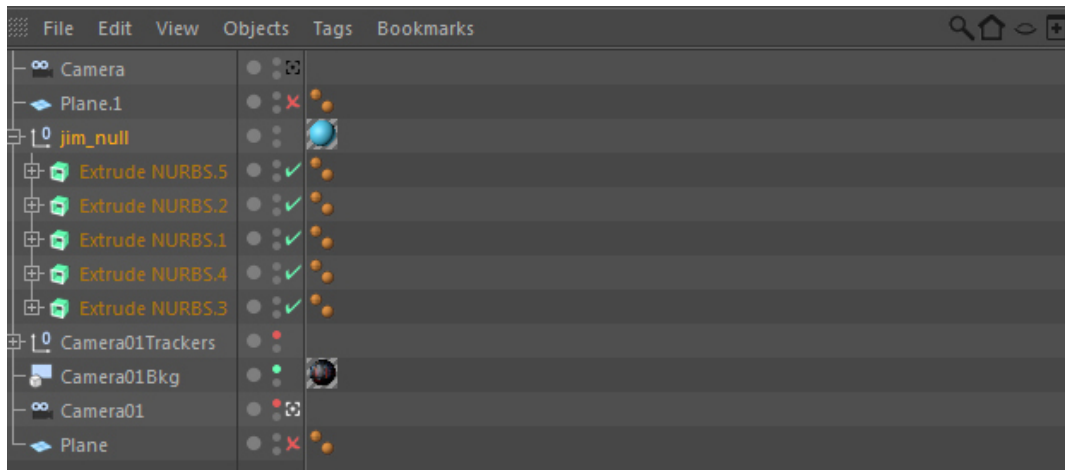 File Edit View Objects Tags Bookmarks
Camera
Plane.1
jim_null
Extrude NURBS.5
Extrude NURBS.2
Extrude NURBS.1
Extrude NURBS.4
Extrude NURBS.3
Camera01Trackers
Camera01Bkg
Camera01
Plane